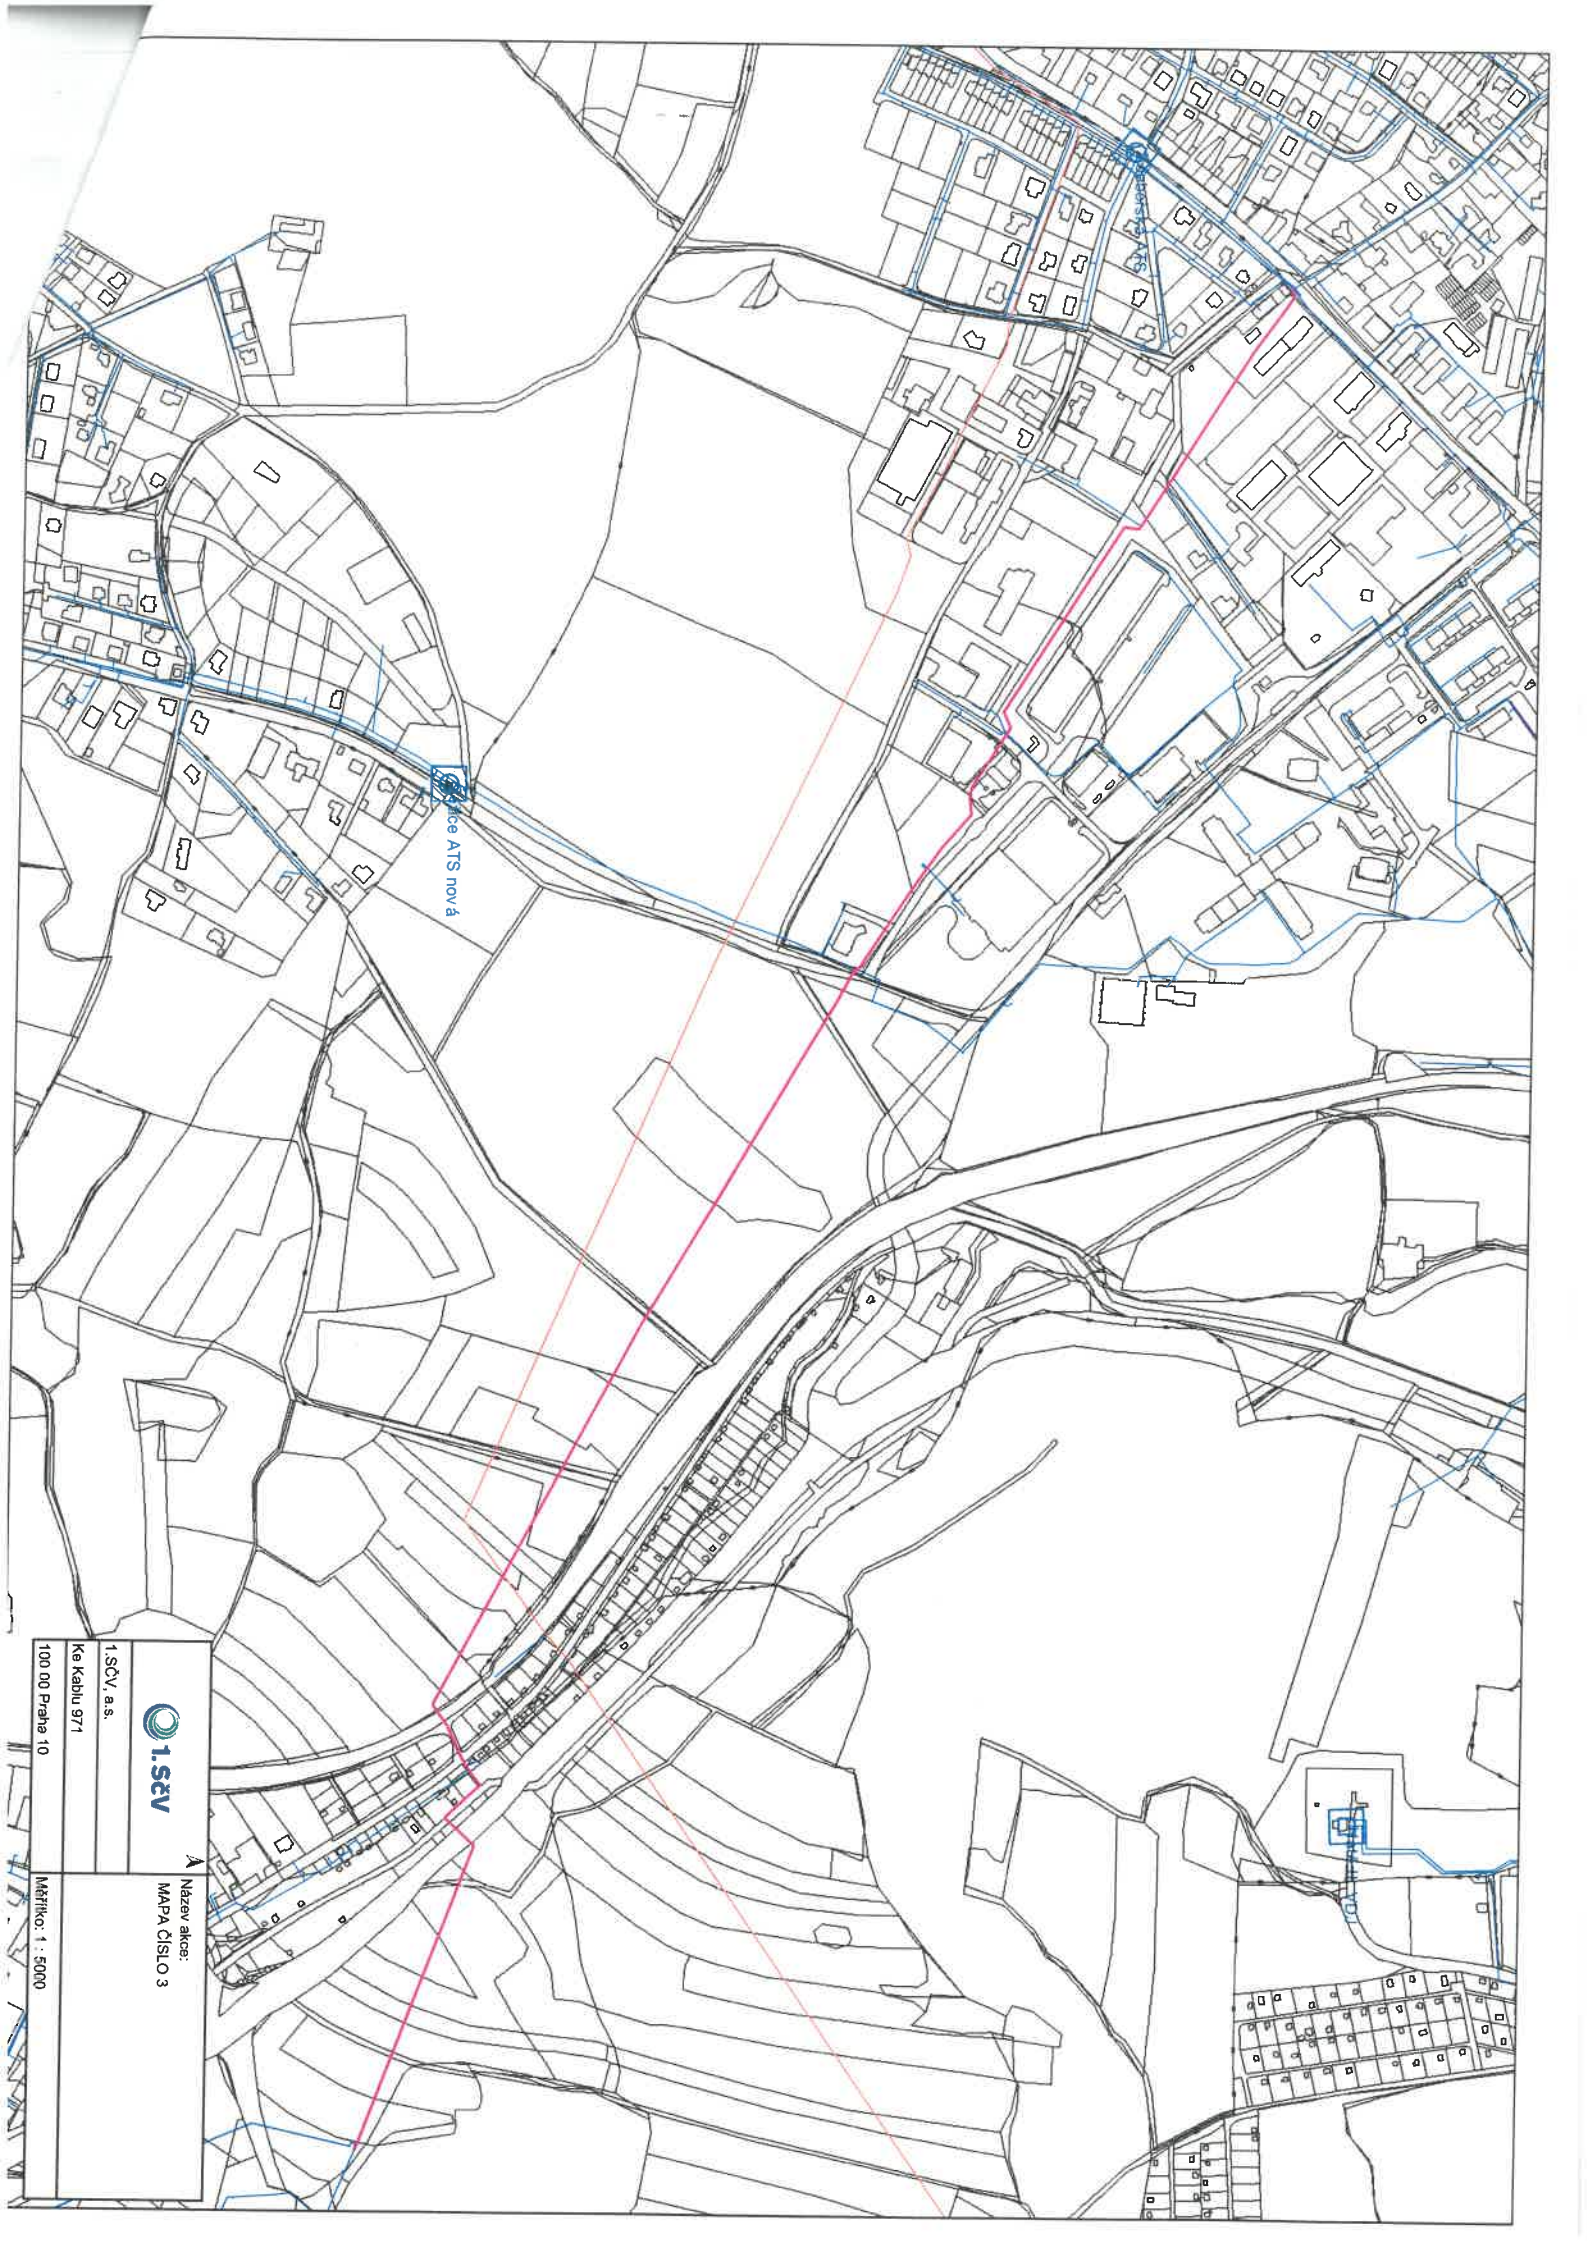 ATS
ATS nová
1.SčV
1.SČV, a.s.
Ke Kablu 971
100 00 Praha 10
Název akce:
MAPA ČÍSLO 3
Měřítko: 1 : 5000